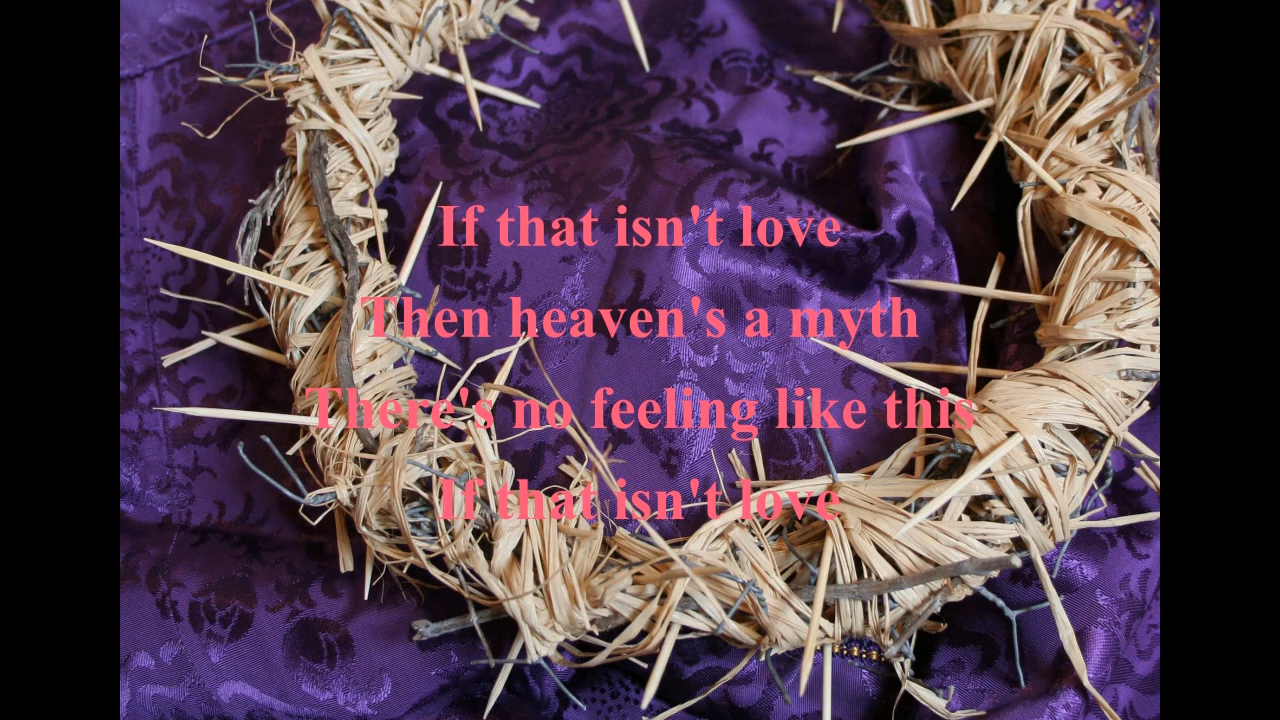 If that isn't love
Then heaven's a myth
There's no feeling like this
If that isn't love